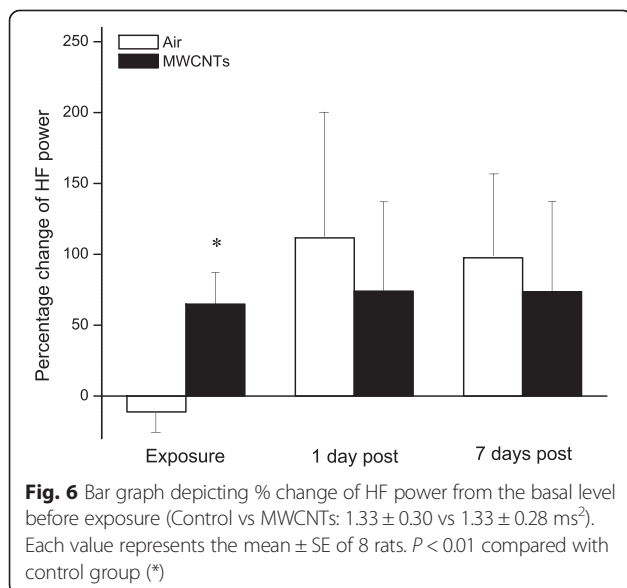 250
Air
MWCNTs
200
150
100
50
0
Percentage change of HF power
*
Exposure
1 day post
7 days post
Fig. 6 Bar graph depicting % change of HF power from the basal level
before exposure (Control vs MWCNTs: 1.33 ± 0.30 vs 1.33 ± 0.28 ms²).
Each value represents the mean ± SE of 8 rats. P < 0.01 compared with
control group (*)